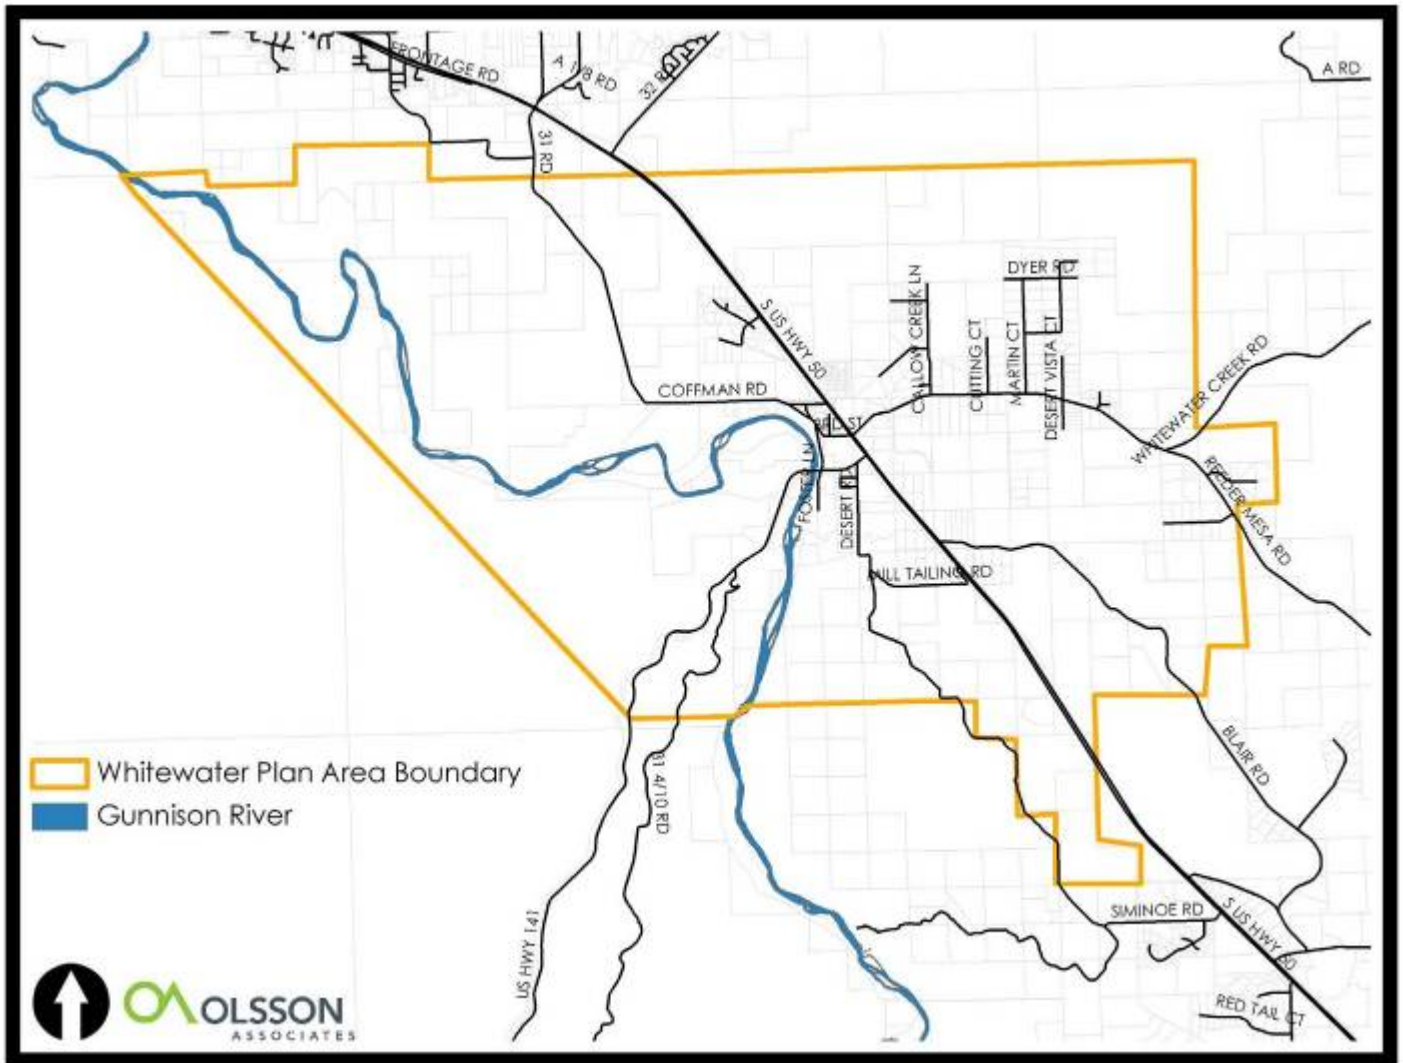 FRONTAGE RD
A 1/8 RD
32 RD
A RD
31 RD
DYER RD
S US HWY 50
CALLOW CREEK LN
CUTTING CT
MARTIN CT
DESERT VISTA CT
COFFMAN RD
WHITEWATER CREEK RD
REEDER MESA RD
DESERT RD
MILL TAILING RD
BLAIR RD
Whitewater Plan Area Boundary
Gunnison River
31 4/10 RD
US HWY 141
SIMINOE RD
S US HWY 50
RED TAIL CT
OA OLSSON
ASSOCIATES